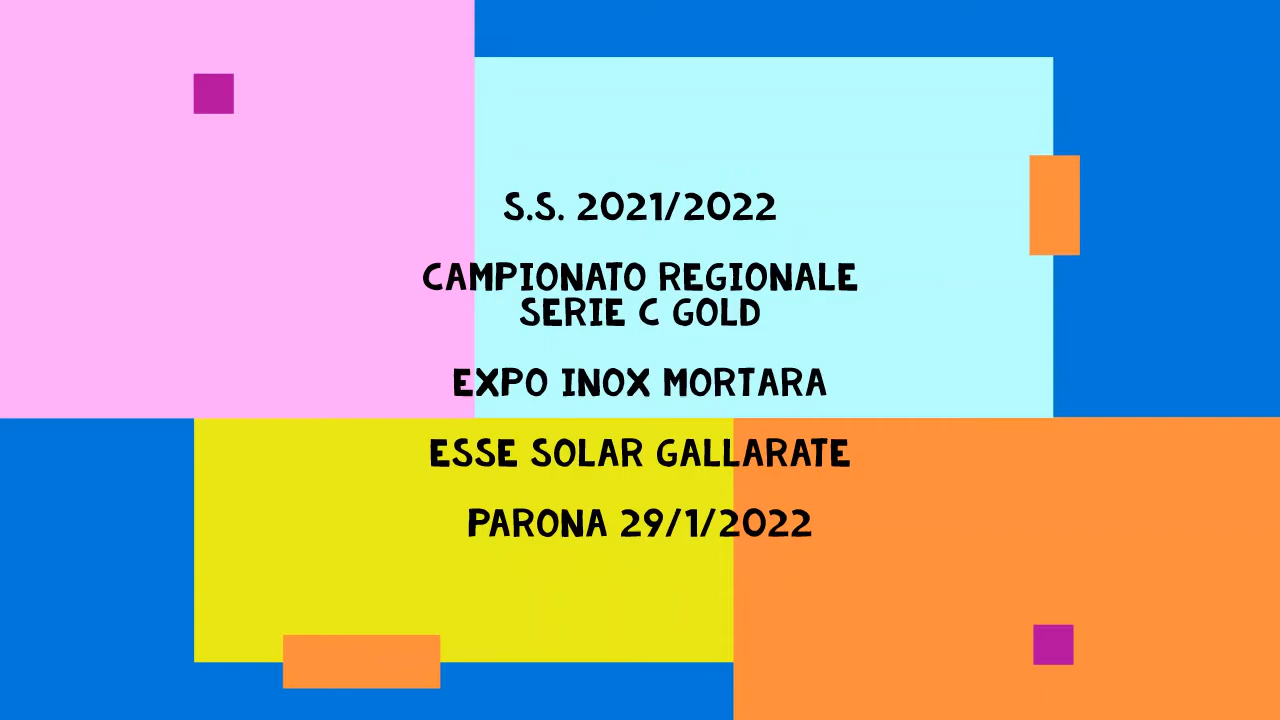 S.S. 2021/2022
CAMPIONATO REGIONALE
SERIE C GOLD
EXPO INOX MORTARA
ESSE SOLAR GALLARATE
PARONA 29/1/2022